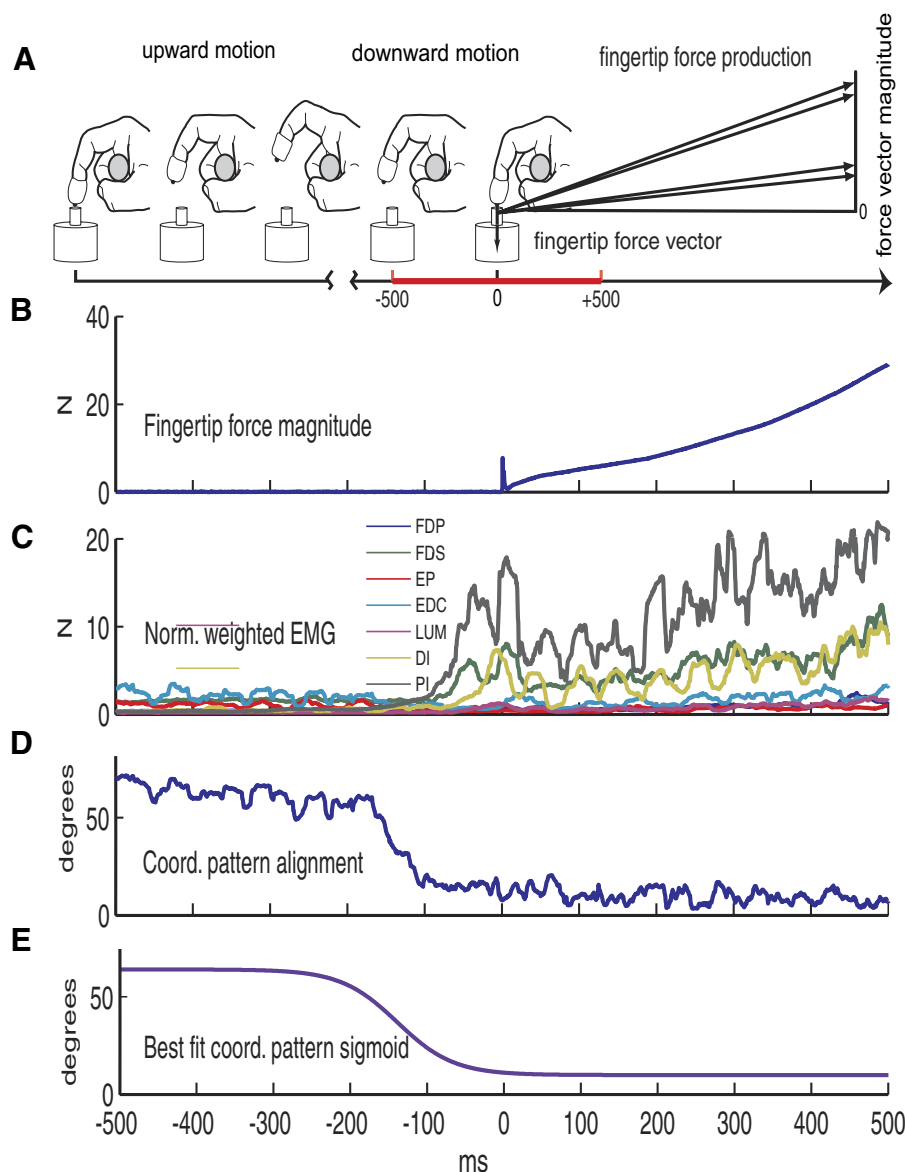 A
upward motion
downward motion
fingertip force production
force vector magnitude
0
fingertip force vector
-500
0
+500
B
40
20
0
N
Fingertip force magnitude
C
20
10
0
N
Norm. weighted EMG
FDP
FDS
EP
EDC
LUM
DI
PI
D
50
0
degrees
Coord. pattern alignment
E
50
0
degrees
Best fit coord. pattern sigmoid
-500 -400 -300 -200 -100 0 100 200 300 400 500
ms